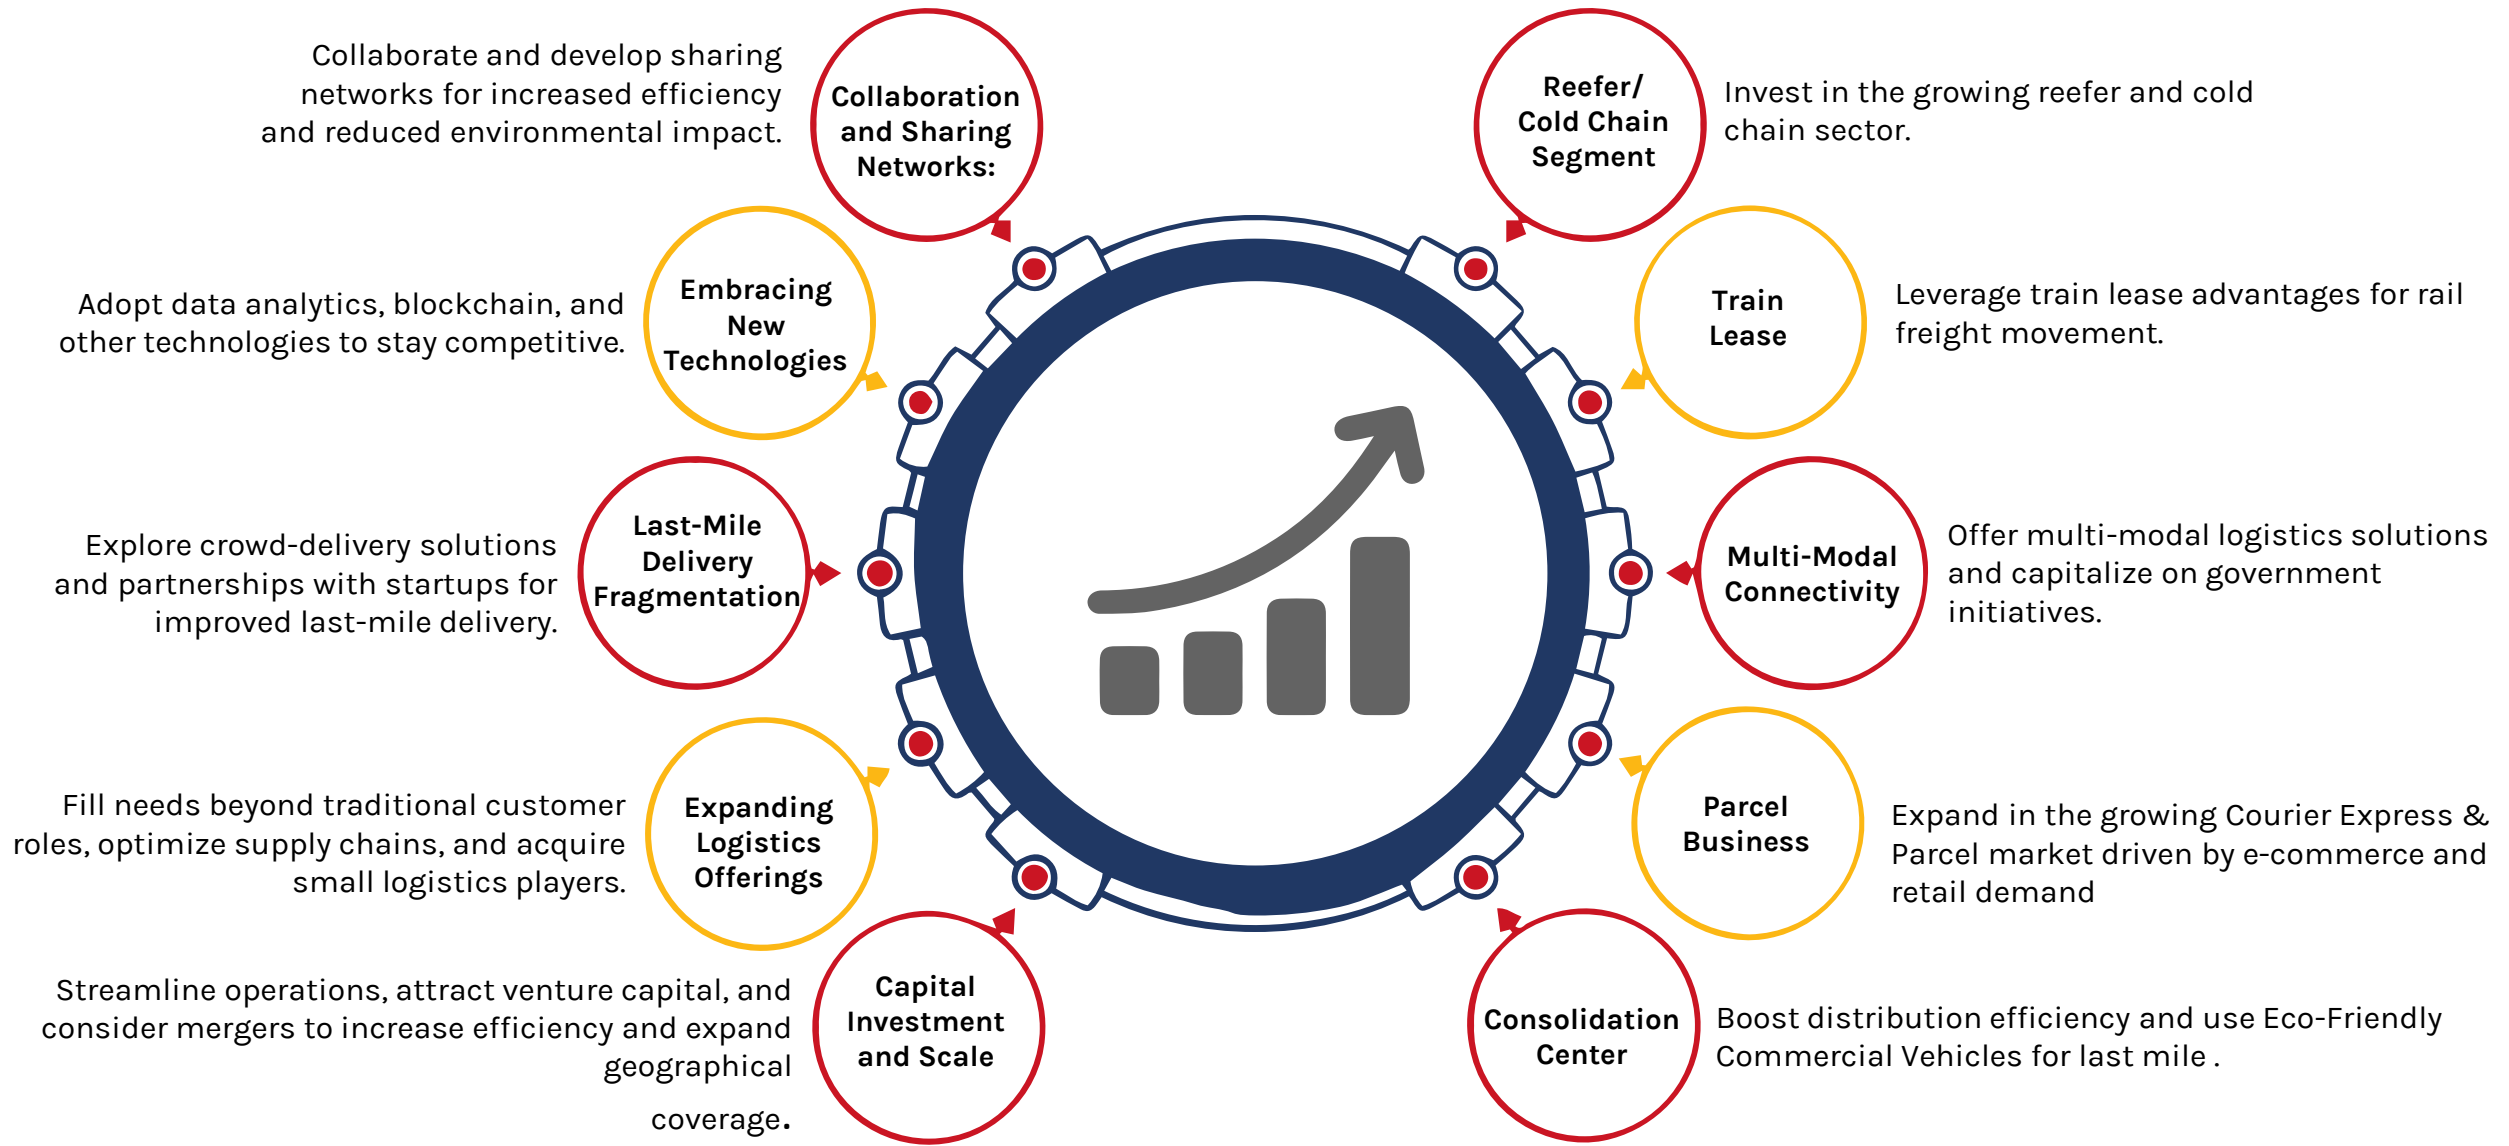 Collaborate and develop sharing
networks for increased efficiency
and reduced environmental impact.
Collaboration
and Sharing
Networks:
Adopt data analytics, blockchain, and
other technologies to stay competitive.
Embracing
New
Technologies
Explore crowd-delivery solutions
and partnerships with startups for
improved last-mile delivery.
Last-Mile
Delivery
Fragmentation
Fill needs beyond traditional customer
roles, optimize supply chains, and acquire
small logistics players.
Expanding
Logistics
Offerings
Streamline operations, attract venture capital, and
consider mergers to increase efficiency and expand
geographical
coverage.
Capital
Investment
and Scale
Reefer/
Cold Chain
Segment
Invest in the growing reefer and cold
chain sector.
Train
Lease
Leverage train lease advantages for rail
freight movement.
Multi-Modal
Connectivity
Offer multi-modal logistics solutions
and capitalize on government
initiatives.
Parcel
Business
Expand in the growing Courier Express &
Parcel market driven by e-commerce and
retail demand
Consolidation
Center
Boost distribution efficiency and use Eco-Friendly
Commercial Vehicles for last mile .